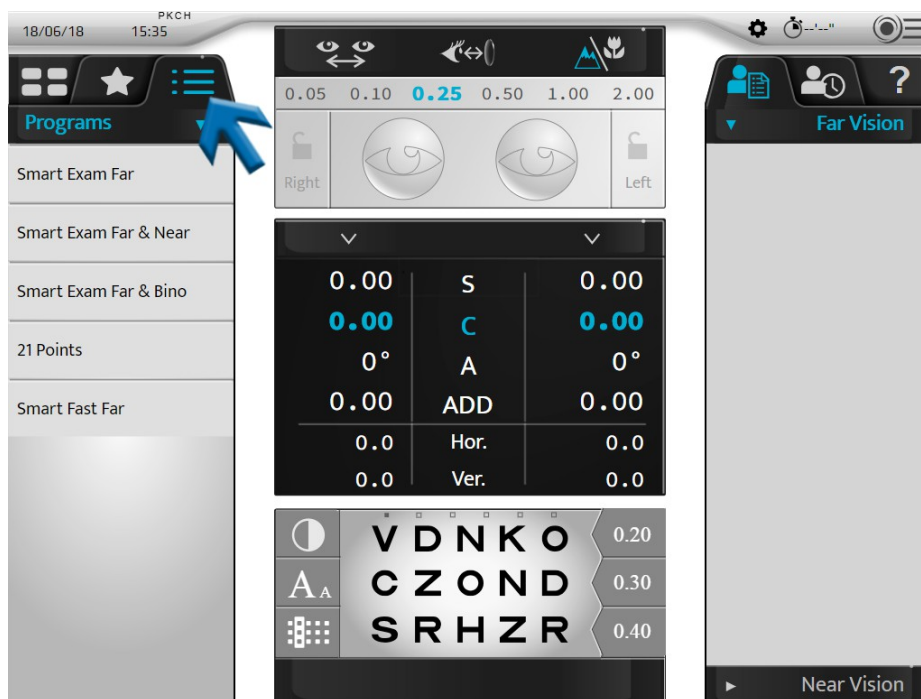 PKCH
18/06/18 15:35 --'--"
0.05 0.10 0.25 0.50 1.00 2.00
Programs
Far Vision
?
Right Left
Smart Exam Far
Smart Exam Far & Near
Smart Exam Far & Bino
21 Points
Smart Fast Far
0.00 S 0.00
0.00 C 0.00
0° A 0°
0.00 ADD 0.00
0.0 Hor. 0.0
0.0 Ver. 0.0
V D N K O 0.20
A A C Z O N D 0.30
S R H Z R 0.40
Near Vision